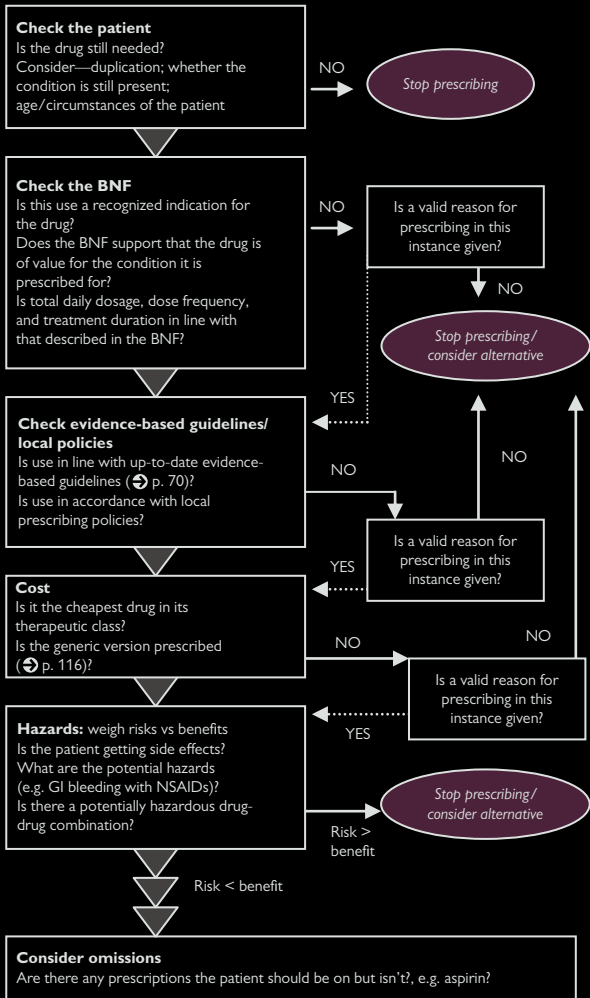 Check the patient
Is the drug still needed?
Consider—duplication; whether the
condition is still present;
age/circumstances of the patient
NO
Stop prescribing
Check the BNF
Is this use a recognized indication for
the drug?
Does the BNF support that the drug is
of value for the condition it is
prescribed for?
Is total daily dosage, dose frequency,
and treatment duration in line with
that described in the BNF?
NO
Is a valid reason for
prescribing in this
instance given?
NO
Stop prescribing/
consider alternative
YES
Check evidence-based guidelines/
local policies
Is use in line with up-to-date evidence-
based guidelines (➲ p. 70)?
Is use in accordance with local
prescribing policies?
NO
NO
Is a valid reason for
prescribing in this
instance given?
YES
Cost
Is it the cheapest drug in its
therapeutic class?
Is the generic version prescribed
(➲ p. 116)?
NO
NO
Is a valid reason for
prescribing in this
instance given?
YES
Hazards: weigh risks vs benefits
Is the patient getting side effects?
What are the potential hazards
(e.g. GI bleeding with NSAIDs)?
Is there a potentially hazardous drug-
drug combination?
Risk >
benefit
Stop prescribing/
consider alternative
Risk < benefit
Consider omissions
Are there any prescriptions the patient should be on but isn't?, e.g. aspirin?